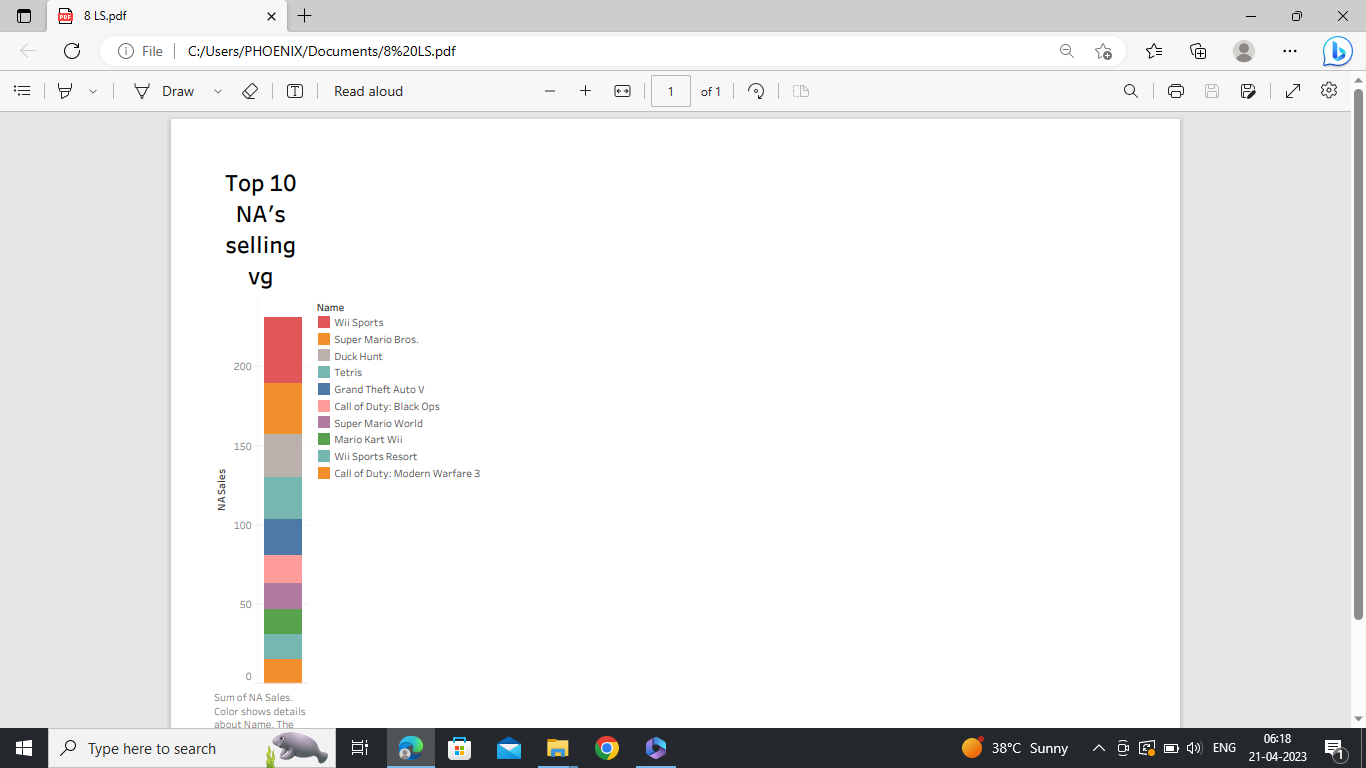 8 LS.pdf
File
C:/Users/PHOENIX/Documents/8%20LS.pdf
Draw
Read aloud
1
of 1
Top 10
NA’s
selling
vg
Name
Wii Sports
Super Mario Bros.
Duck Hunt
Tetris
Grand Theft Auto V
Call of Duty: Black Ops
Super Mario World
Mario Kart Wii
Wii Sports Resort
Call of Duty: Modern Warfare 3
200
150
100
50
0
NA Sales
Sum of NA Sales.
Color shows details
about Name. The
Type here to search
38°C Sunny
ENG
06:18
21-04-2023
1